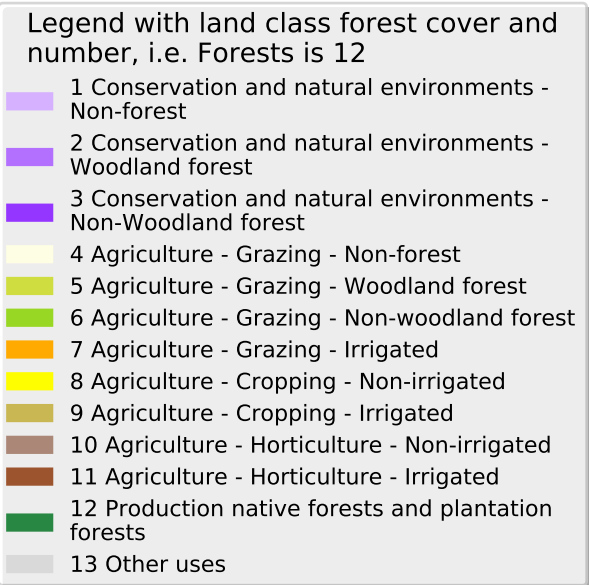 Legend with land class forest cover and
number, i.e. Forests is 12
1 Conservation and natural environments -
Non-forest
2 Conservation and natural environments -
Woodland forest
3 Conservation and natural environments -
Non-Woodland forest
4 Agriculture - Grazing - Non-forest
5 Agriculture - Grazing - Woodland forest
6 Agriculture - Grazing - Non-woodland forest
7 Agriculture - Grazing - Irrigated
8 Agriculture - Cropping - Non-irrigated
9 Agriculture - Cropping - Irrigated
10 Agriculture - Horticulture - Non-irrigated
11 Agriculture - Horticulture - Irrigated
12 Production native forests and plantation
forests
13 Other uses